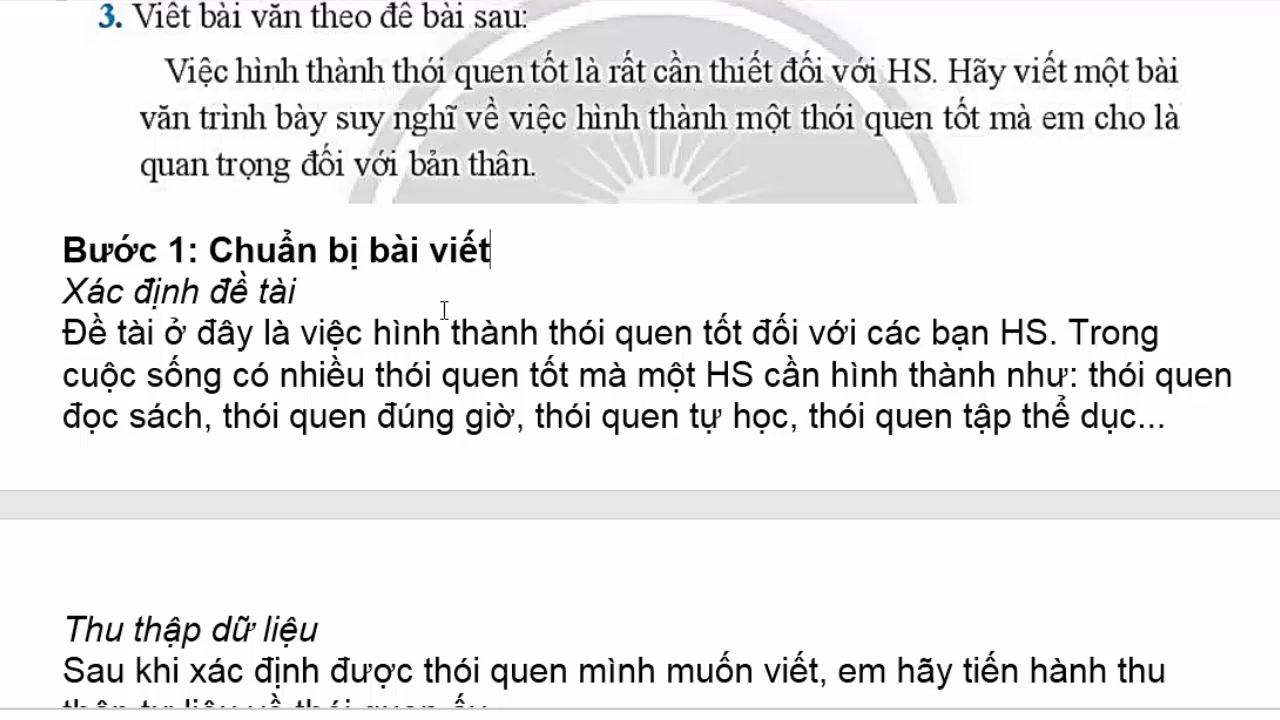 3. Viết bài văn theo đề bài sau:
Việc hình thành thói quen tốt là rất cần thiết đối với HS. Hãy viết một bài
văn trình bày suy nghĩ về việc hình thành một thói quen tốt mà em cho là
quan trọng đối với bản thân.
Bước 1: Chuẩn bị bài viết
Xác định đề tài
Đề tài ở đây là việc hình thành thói quen tốt đối với các bạn HS. Trong
cuộc sống có nhiều thói quen tốt mà một HS cần hình thành như: thói quen
đọc sách, thói quen đúng giờ, thói quen tự học, thói quen tập thể dục...
Thu thập dữ liệu
Sau khi xác định được thói quen mình muốn viết, em hãy tiến hành thu